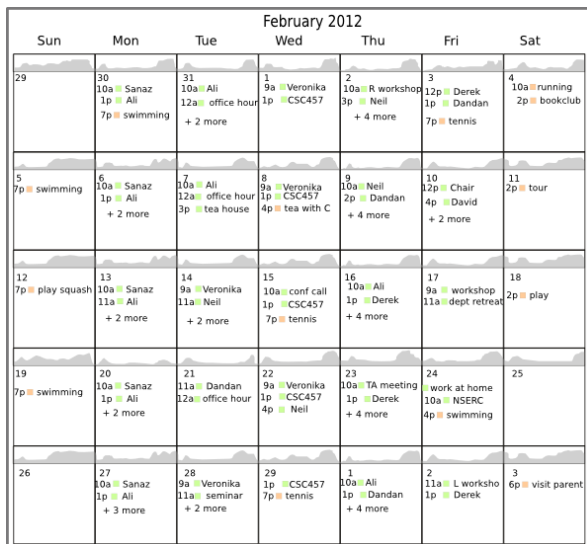 February 2012
Sun Mon Tue Wed Thu Fri Sat
29 30 31 1 2 3 4
10a Sanaz 10a Ali 9a Veronika 10a R workshop 12p Derek 10a running
1p Ali 12a office hour 1p CSC457 3p Neil 1p Dandan 2p bookclub
7p swimming + 2 more + 4 more 7p tennis
5 6 7 8 9 10 11
7p swimming 10a Sanaz 10a Ali 9a Veronika 10a Neil 12p Chair 2p tour
1p Ali 12a office hour 1p CSC457 2p Dandan 4p David
+ 2 more 3p tea house 4p tea with C + 4 more + 2 more
12 13 14 15 16 17 18
7p play squash 10a Sanaz 9a Veronika 10a conf call 10a Ali 9a workshop 2p play
11a Ali 11a Neil 1p CSC457 1p Derek 11a dept retreat
+ 2 more + 2 more 7p tennis + 4 more
19 20 21 22 23 24 25
7p swimming 10a Sanaz 11a Dandan 9a Veronika 10a TA meeting work at home
1p Ali 12a office hour 1p CSC457 1p Derek 10a NSERC
+ 2 more 4p Neil + 4 more 4p swimming
26 27 28 29 1 2 3
10a Sanaz 9a Veronika 1p CSC457 10a Ali 11a L worksho 6p visit parent
1p Ali 11a seminar 7p tennis 1p Dandan 1p Derek
+ 3 more + 2 more + 4 more